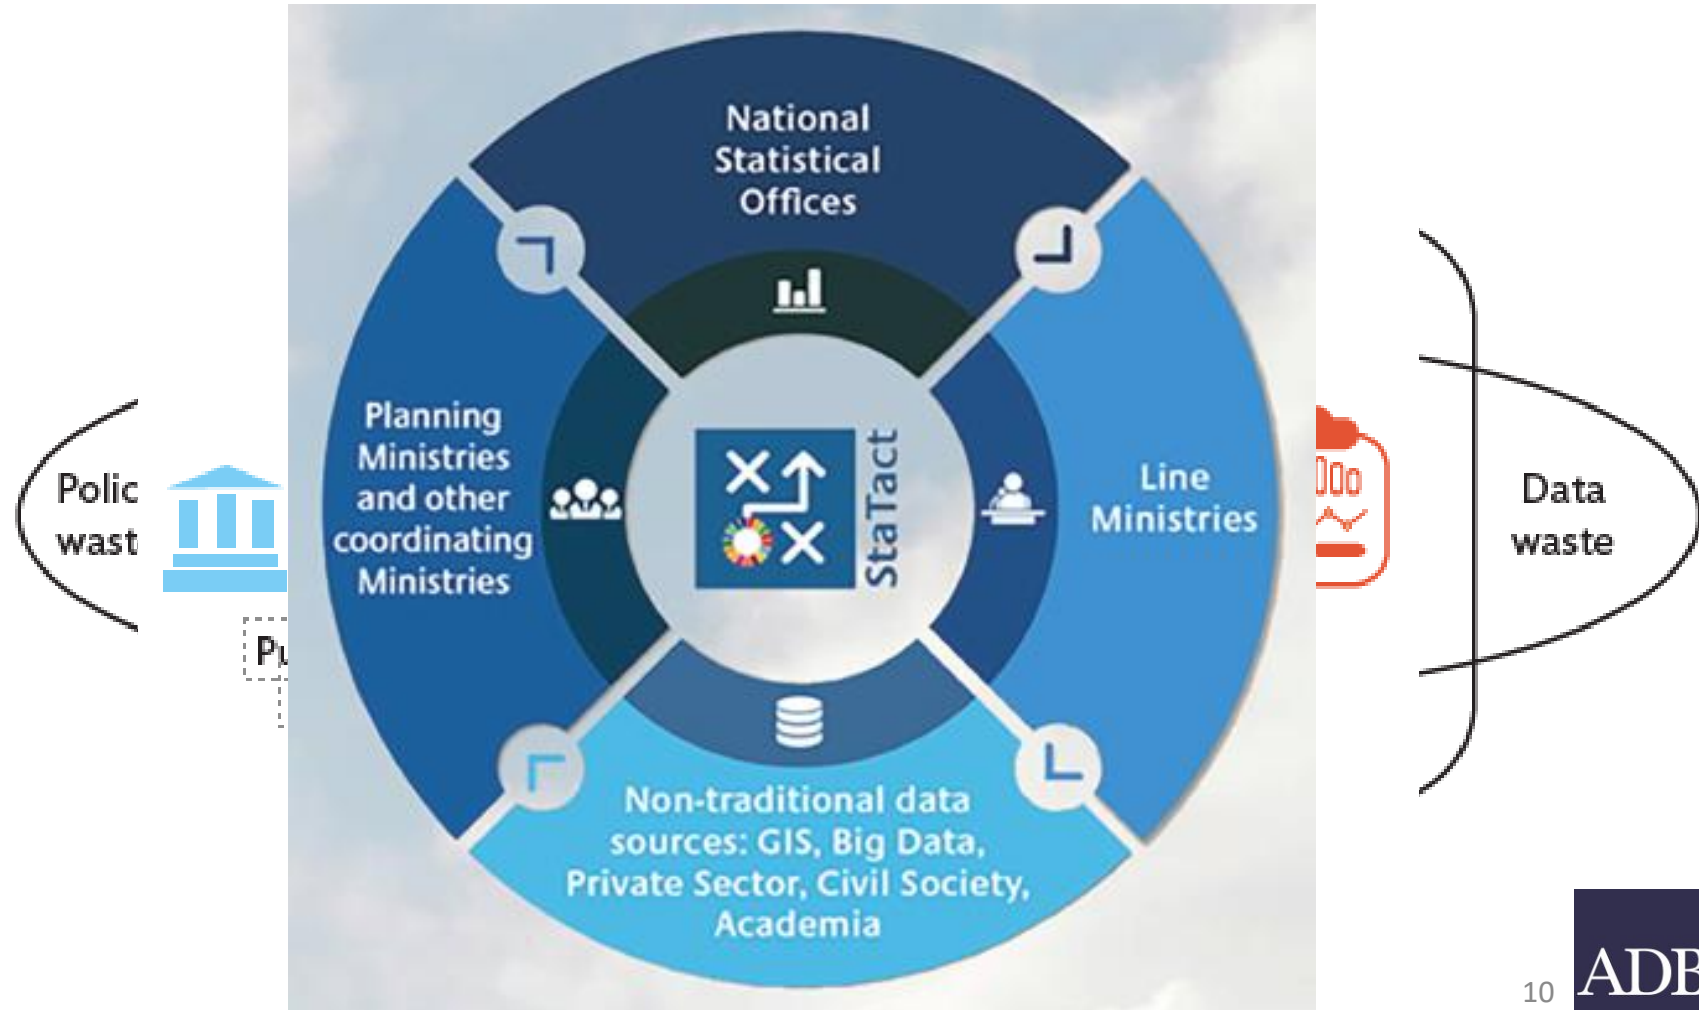 National
Statistical
Offices
Planning
Ministries
and other
coordinating
Ministries
StaTact
Line
Ministries
Non-traditional data
sources: GIS, Big Data,
Private Sector, Civil Society,
Academia
Polic
wast
Pu
Data
waste
10
ADB